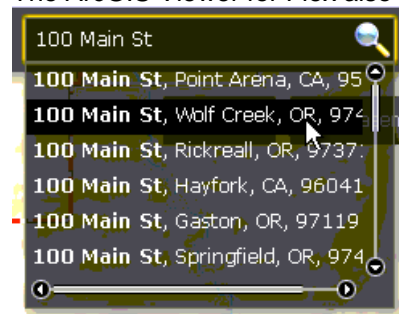 100 Main St
100 Main St, Point Arena, CA, 95
100 Main St, Wolf Creek, OR, 974
100 Main St, Rickreall, OR, 97371
100 Main St, Hayfork, CA, 96041
100 Main St, Gaston, OR, 97119
100 Main St, Springfield, OR, 974